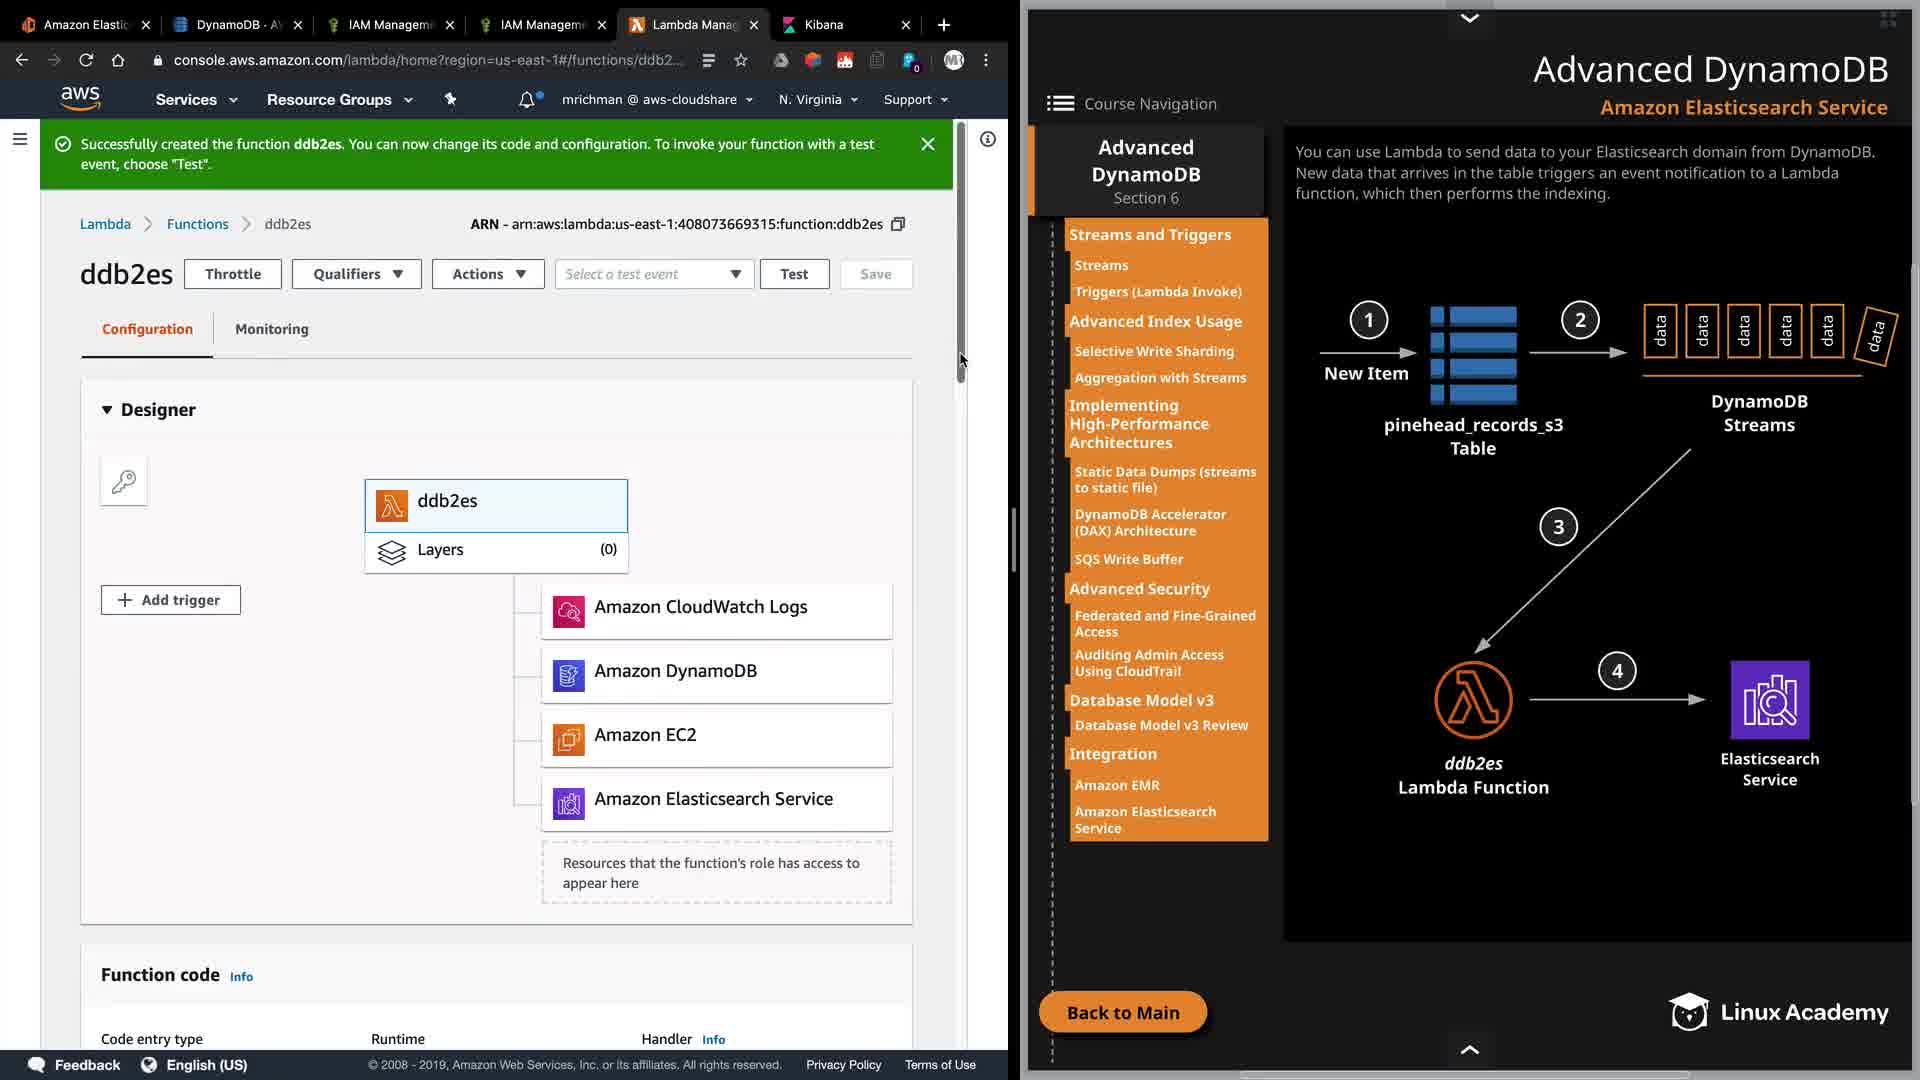 Amazon Elastic
DynamoDB - A
IAM Managem
IAM Managem
Lambda Manag
Kibana
console.aws.amazon.com/lambda/home?region=us-east-1#/functions/ddb2...
aws
Services
Resource Groups
mrichman @ aws-cloudshare
N. Virginia
Support
Successfully created the function ddb2es. You can now change its code and configuration. To invoke your function with a test
event, choose "Test".
Lambda
Functions
ddb2es
ARN - arn:aws:lambda:us-east-1:408073669315:function:ddb2es
ddb2es
Throttle
Qualifiers
Actions
Select a test event
Test
Save
Configuration
Monitoring
Designer
ddb2es
Layers
(0)
Add trigger
Amazon CloudWatch Logs
Amazon DynamoDB
Amazon EC2
Amazon Elasticsearch Service
Resources that the function's role has access to
appear here
Function code
Info
Code entry type
Runtime
Handler
Info
Feedback
English (US)
© 2008 - 2019, Amazon Web Services, Inc. or its affiliates. All rights reserved.
Privacy Policy
Terms of Use
Advanced DynamoDB
Amazon Elasticsearch Service
Course Navigation
Advanced
DynamoDB
Section 6
Streams and Triggers
Streams
Triggers (Lambda Invoke)
Advanced Index Usage
Selective Write Sharding
Aggregation with Streams
Implementing
High-Performance
Architectures
Static Data Dumps (streams
to static file)
DynamoDB Accelerator
(DAX) Architecture
SQS Write Buffer
Advanced Security
Federated and Fine-Grained
Access
Auditing Admin Access
Using CloudTrail
Database Model v3
Database Model v3 Review
Integration
Amazon EMR
Amazon Elasticsearch
Service
Back to Main
You can use Lambda to send data to your Elasticsearch domain from DynamoDB.
New data that arrives in the table triggers an event notification to a Lambda
function, which then performs the indexing.
1
New Item
pinehead_records_s3
Table
2
data
data
data
data
data
data
DynamoDB
Streams
3
4
ddb2es
Lambda Function
Elasticsearch
Service
Linux Academy